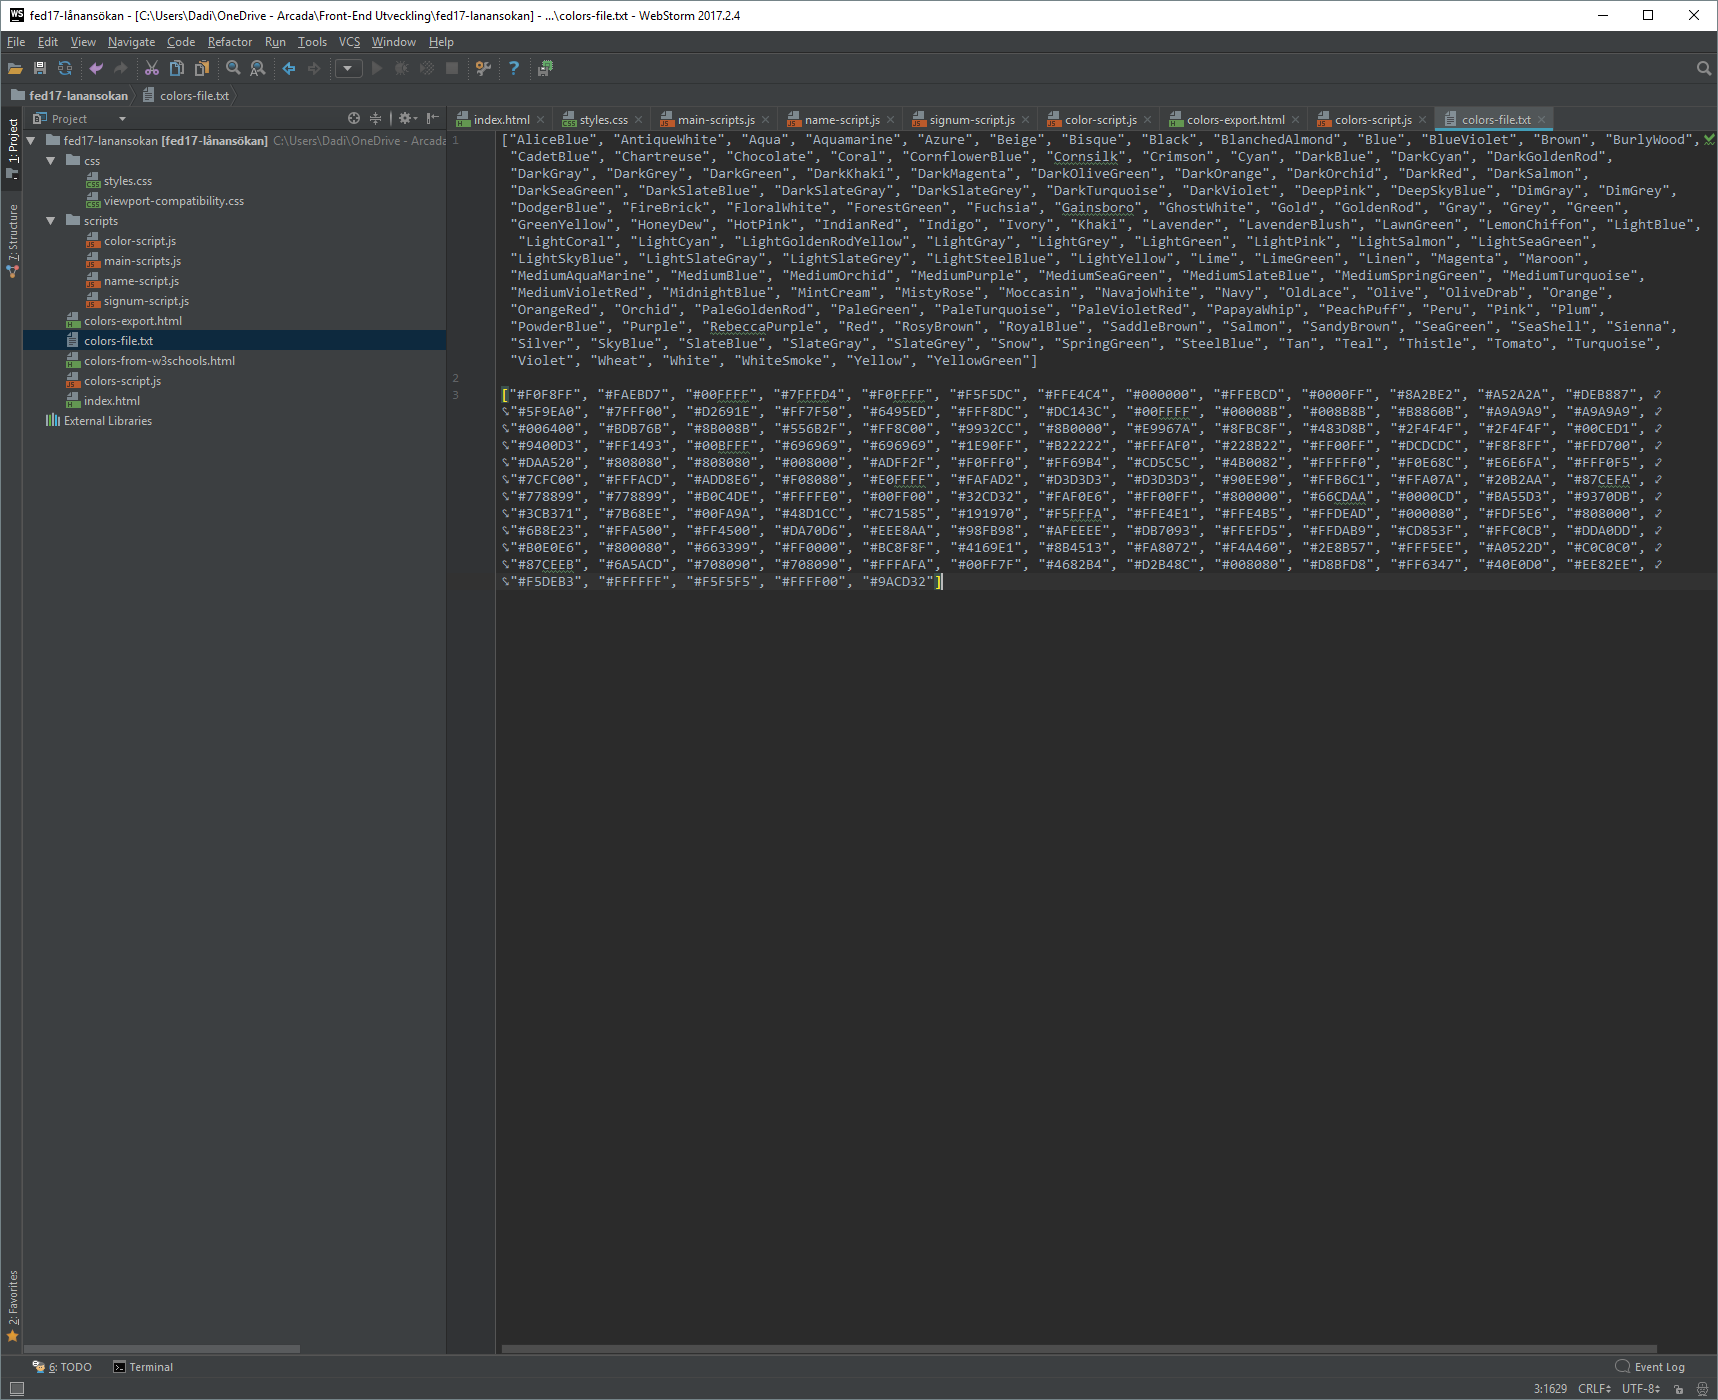 WS fed17-lånansökan - [C:\Users\Dadi\OneDrive - Arcada\Front-End Utveckling\fed17-lanansokan] - ...\colors-file.txt - WebStorm 2017.2.4
File Edit View Navigate Code Refactor Run Tools VCS Window Help
fed17-lanansokan colors-file.txt
1: Project
7: Structure
2: Favorites
Project
fed17-lanansokan [fed17-lånansökan] C:\Users\Dadi\OneDrive - Arcada
css
styles.css
viewport-compatibility.css
scripts
color-script.js
main-scripts.js
name-script.js
signum-script.js
colors-export.html
colors-file.txt
colors-from-w3schools.html
colors-script.js
index.html
External Libraries
index.html styles.css main-scripts.js name-script.js signum-script.js color-script.js colors-export.html colors-script.js colors-file.txt
1 ["AliceBlue", "AntiqueWhite", "Aqua", "Aquamarine", "Azure", "Beige", "Bisque", "Black", "BlanchedAlmond", "Blue", "BlueViolet", "Brown", "BurlyWood",
"CadetBlue", "Chartreuse", "Chocolate", "Coral", "CornflowerBlue", "Cornsilk", "Crimson", "Cyan", "DarkBlue", "DarkCyan", "DarkGoldenRod",
"DarkGray", "DarkGrey", "DarkGreen", "DarkKhaki", "DarkMagenta", "DarkOliveGreen", "DarkOrange", "DarkOrchid", "DarkRed", "DarkSalmon",
"DarkSeaGreen", "DarkSlateBlue", "DarkSlateGray", "DarkSlateGrey", "DarkTurquoise", "DarkViolet", "DeepPink", "DeepSkyBlue", "DimGray", "DimGrey",
"DodgerBlue", "FireBrick", "FloralWhite", "ForestGreen", "Fuchsia", "Gainsboro", "GhostWhite", "Gold", "GoldenRod", "Gray", "Grey", "Green",
"GreenYellow", "HoneyDew", "HotPink", "IndianRed", "Indigo", "Ivory", "Khaki", "Lavender", "LavenderBlush", "LawnGreen", "LemonChiffon", "LightBlue",
"LightCoral", "LightCyan", "LightGoldenRodYellow", "LightGray", "LightGrey", "LightGreen", "LightPink", "LightSalmon", "LightSeaGreen",
"LightSkyBlue", "LightSlateGray", "LightSlateGrey", "LightSteelBlue", "LightYellow", "Lime", "LimeGreen", "Linen", "Magenta", "Maroon",
"MediumAquaMarine", "MediumBlue", "MediumOrchid", "MediumPurple", "MediumSeaGreen", "MediumSlateBlue", "MediumSpringGreen", "MediumTurquoise",
"MediumVioletRed", "MidnightBlue", "MintCream", "MistyRose", "Moccasin", "NavajoWhite", "Navy", "OldLace", "Olive", "OliveDrab", "Orange",
"OrangeRed", "Orchid", "PaleGoldenRod", "PaleGreen", "PaleTurquoise", "PaleVioletRed", "PapayaWhip", "PeachPuff", "Peru", "Pink", "Plum",
"PowderBlue", "Purple", "RebeccaPurple", "Red", "RosyBrown", "RoyalBlue", "SaddleBrown", "Salmon", "SandyBrown", "SeaGreen", "SeaShell", "Sienna",
"Silver", "SkyBlue", "SlateBlue", "SlateGray", "SlateGrey", "Snow", "SpringGreen", "SteelBlue", "Tan", "Teal", "Thistle", "Tomato", "Turquoise",
"Violet", "Wheat", "White", "WhiteSmoke", "Yellow", "YellowGreen"]
2
3 ["#F0F8FF", "#FAEBD7", "#00FFFF", "#7FFFD4", "#F0FFFF", "#F5F5DC", "#FFE4C4", "#000000", "#FFEBCD", "#0000FF", "#8A2BE2", "#A52A2A", "#DEB887",
"#5F9EA0", "#7FFF00", "#D2691E", "#FF7F50", "#6495ED", "#FFF8DC", "#DC143C", "#00FFFF", "#00008B", "#008B8B", "#B8860B", "#A9A9A9", "#A9A9A9",
"#006400", "#BDB76B", "#8B008B", "#556B2F", "#FF8C00", "#9932CC", "#8B0000", "#E9967A", "#8FBC8F", "#483D8B", "#2F4F4F", "#2F4F4F", "#00CED1",
"#9400D3", "#FF1493", "#00BFFF", "#696969", "#696969", "#1E90FF", "#B22222", "#FFFAF0", "#228B22", "#FF00FF", "#DCDCDC", "#F8F8FF", "#FFD700",
"#DAA520", "#808080", "#808080", "#008000", "#ADFF2F", "#F0FFF0", "#FF69B4", "#CD5C5C", "#4B0082", "#FFFFF0", "#F0E68C", "#E6E6FA", "#FFF0F5",
"#7CFC00", "#FFFACD", "#ADD8E6", "#F08080", "#E0FFFF", "#FAFAD2", "#D3D3D3", "#D3D3D3", "#90EE90", "#FFB6C1", "#FFA07A", "#20B2AA", "#87CEFA",
"#778899", "#778899", "#B0C4DE", "#FFFFE0", "#00FF00", "#32CD32", "#FAF0E6", "#FF00FF", "#800000", "#66CDAA", "#0000CD", "#BA55D3", "#9370DB",
"#3CB371", "#7B68EE", "#00FA9A", "#48D1CC", "#C71585", "#191970", "#F5FFFA", "#FFE4E1", "#FFE4B5", "#FFDEAD", "#000080", "#FDF5E6", "#808000",
"#6B8E23", "#FFA500", "#FF4500", "#DA70D6", "#EEE8AA", "#98FB98", "#AFEEEE", "#DB7093", "#FFEFD5", "#FFDAB9", "#CD853F", "#FFC0CB", "#DDA0DD",
"#B0E0E6", "#800080", "#663399", "#FF0000", "#BC8F8F", "#4169E1", "#8B4513", "#FA8072", "#F4A460", "#2E8B57", "#FFF5EE", "#A0522D", "#C0C0C0",
"#87CEEB", "#6A5ACD", "#708090", "#708090", "#FFFAFA", "#00FF7F", "#4682B4", "#D2B48C", "#008080", "#D8BFD8", "#FF6347", "#40E0D0", "#EE82EE",
"#F5DEB3", "#FFFFFF", "#F5F5F5", "#FFFF00", "#9ACD32"]
6: TODO Terminal Event Log
3:1629 CRLF UTF-8